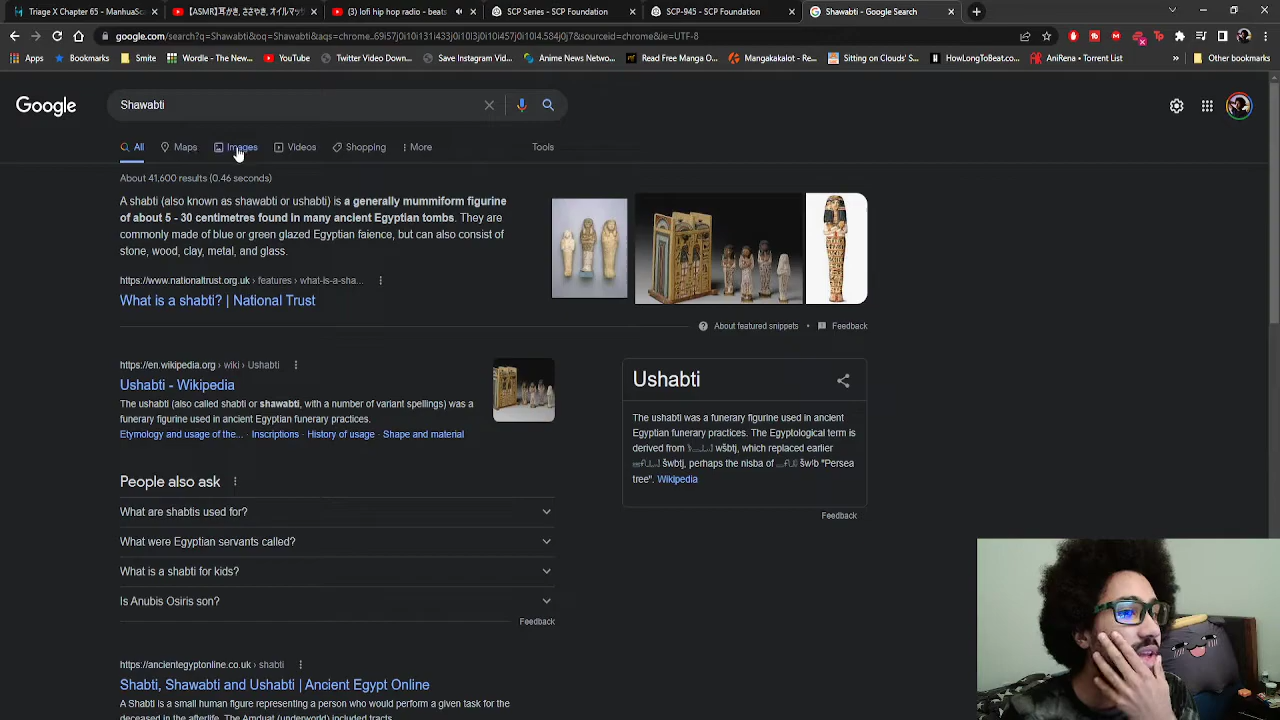 Triage X Chapter 65 - ManhuaSc
【ASMR】耳かき、ささやき、オイルマッ
(3) lofi hip hop radio - beats
SCP Series - SCP Foundation
SCP-945 - SCP Foundation
Shawabti - Google Search
google.com/search?q=Shawabti&oq=Shawabti&aqs=chrome..69i57j0i10i131i433j0i10l3j0i10i457j0i10l4.584j0j7&sourceid=chrome&ie=UTF-8
Apps
Bookmarks
Smite
Wordle - The New...
YouTube
Twitter Video Down...
Save Instagram Vid...
Anime News Netwo...
Read Free Manga O...
Mangakakalot - Re...
Sitting on Clouds' S...
HowLongToBeat.co...
AniRena > Torrent List
»
Other bookmarks
Google
Shawabti
All
Maps
Images
Videos
Shopping
More
Tools
About 41,600 results (0.46 seconds)
A shabti (also known as shawabti or ushabti) is a generally mummiform figurine
of about 5 - 30 centimetres found in many ancient Egyptian tombs. They are
commonly made of blue or green glazed Egyptian faience, but can also consist of
stone, wood, clay, metal, and glass.
https://www.nationaltrust.org.uk › features › what-is-a-sha...
What is a shabti? | National Trust
About featured snippets • Feedback
https://en.wikipedia.org › wiki › Ushabti
Ushabti - Wikipedia
The ushabti (also called shabti or shawabti, with a number of variant spellings) was a
funerary figurine used in ancient Egyptian funerary practices.
Etymology and usage of the... · Inscriptions · History of usage · Shape and material
Ushabti
The ushabti was a funerary figurine used in ancient
Egyptian funerary practices. The Egyptological term is
derived from wšbtj, which replaced earlier
šwbtj, perhaps the nisba of šwꜣb "Persea
tree". Wikipedia
Feedback
People also ask
What are shabtis used for?
What were Egyptian servants called?
What is a shabti for kids?
Is Anubis Osiris son?
Feedback
https://ancientegyptonline.co.uk › shabti
Shabti, Shawabti and Ushabti | Ancient Egypt Online
A Shabti is a small human figure representing a person who would perform a given task for the
deceased in the afterlife. The Amduat (underworld) included tracts